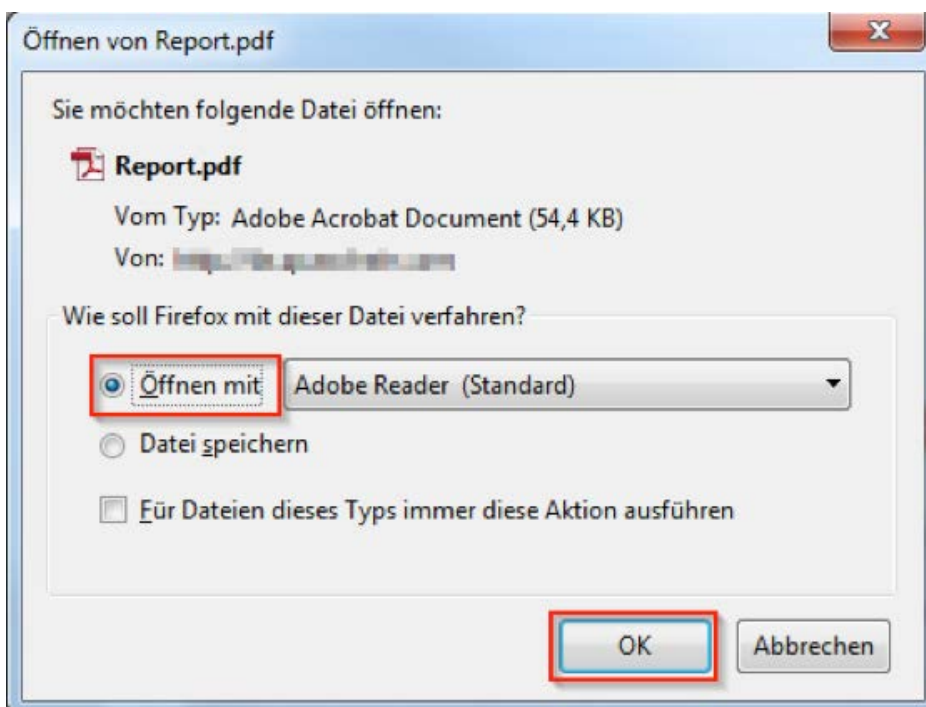 Öffnen von Report.pdf
Sie möchten folgende Datei öffnen:
Report.pdf
Vom Typ: Adobe Acrobat Document (54,4 KB)
Von:
Wie soll Firefox mit dieser Datei verfahren?
Öffnen mit Adobe Reader (Standard)
Datei speichern
Für Dateien dieses Typs immer diese Aktion ausführen
OK Abbrechen